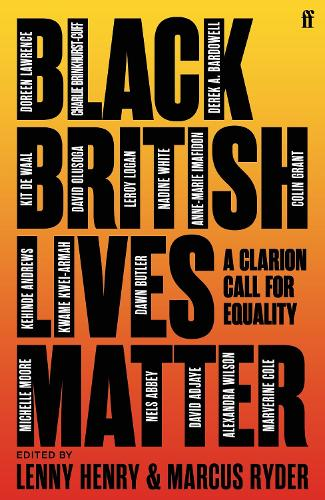 ff
BLACK
BRITISH
LIVES
MATTER
DOREEN LAWRENCE
CHARLIE BRINKHURST-CUFF
DEREK A. BARDOWELL
KIT DE WAAL
DAVID OLUSOGA
LEROY LOGAN
NADINE WHITE
ANNE-MARIE IMAFIDON
COLIN GRANT
KEHINDE ANDREWS
KWAME KWEI-ARMAH
DAWN BUTLER
A CLARION
CALL FOR
EQUALITY
MICHELLE MOORE
NELS ABBEY
DAVID ADJAYE
ALEXANDRA WILSON
MARVERINE COLE
EDITED BY
LENNY HENRY & MARCUS RYDER